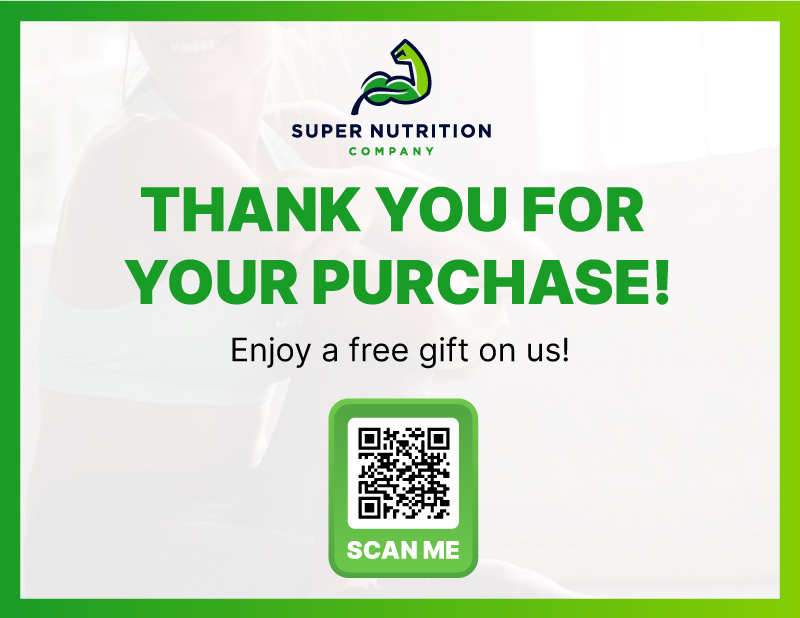 SUPER NUTRITION
COMPANY
THANK YOU FOR
YOUR PURCHASE!
Enjoy a free gift on us!
SCAN ME